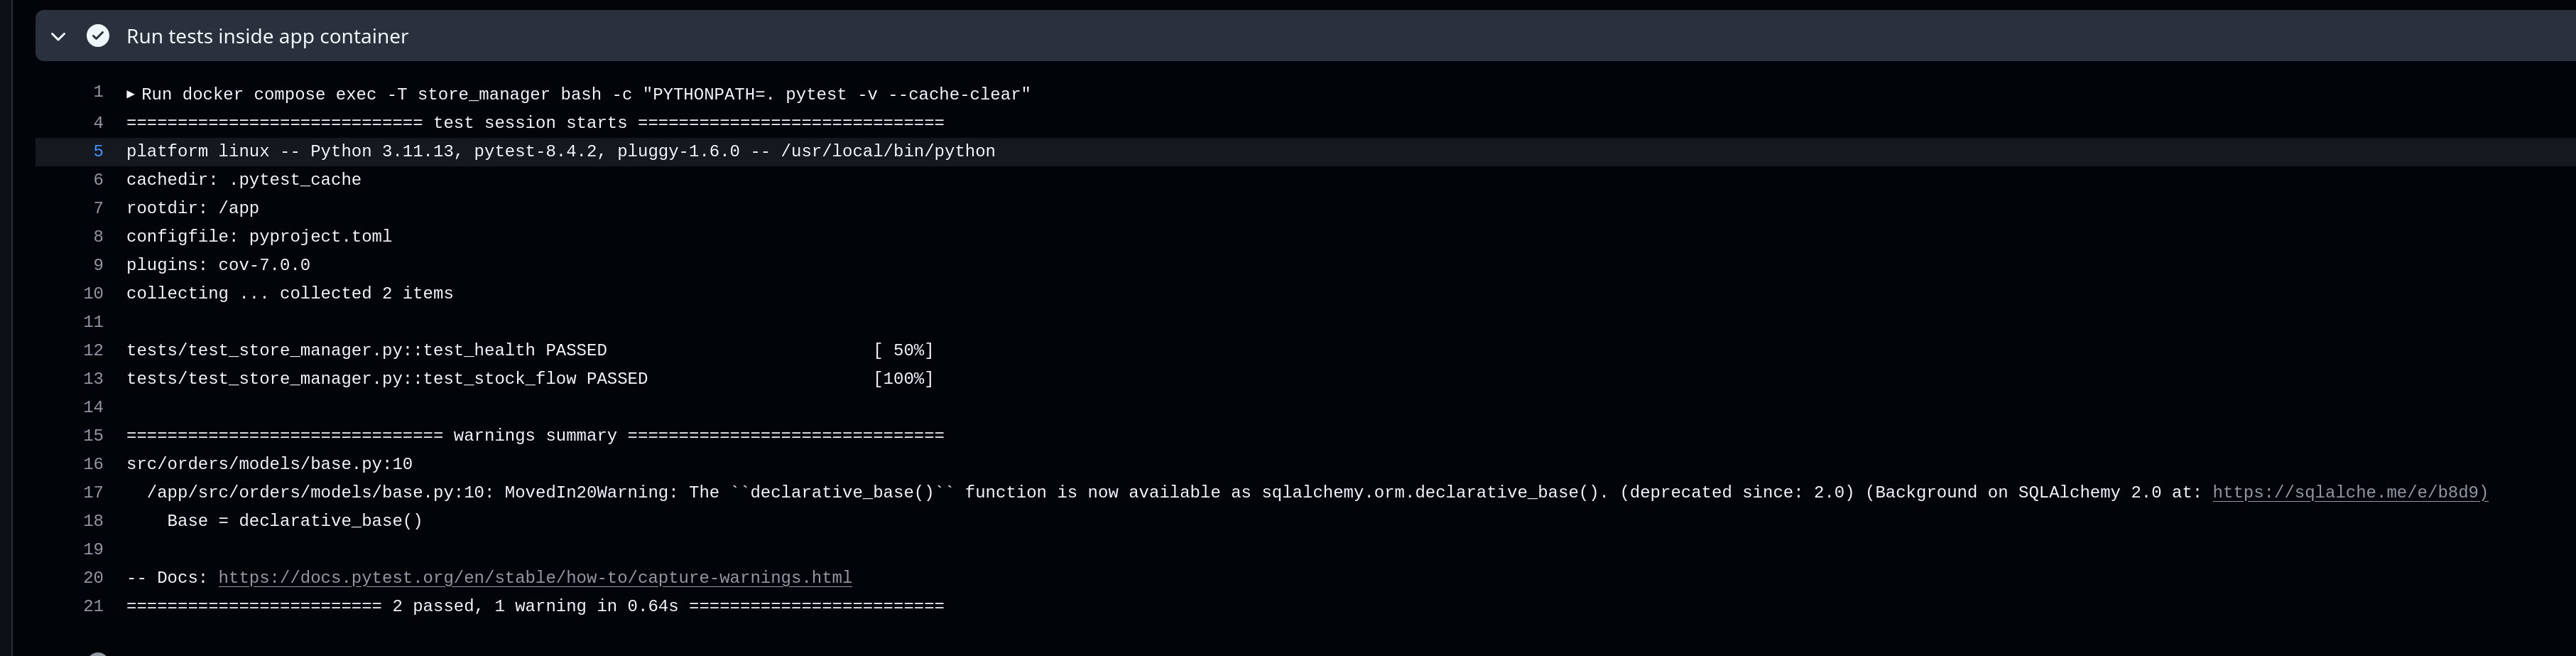 Run tests inside app container
1 ▶ Run docker compose exec -T store_manager bash -c "PYTHONPATH=. pytest -v --cache-clear"
4 ============================= test session starts ==============================
5 platform linux -- Python 3.11.13, pytest-8.4.2, pluggy-1.6.0 -- /usr/local/bin/python
6 cachedir: .pytest_cache
7 rootdir: /app
8 configfile: pyproject.toml
9 plugins: cov-7.0.0
10 collecting ... collected 2 items
11
12 tests/test_store_manager.py::test_health PASSED                          [ 50%]
13 tests/test_store_manager.py::test_stock_flow PASSED                      [100%]
14
15 =============================== warnings summary ===============================
16 src/orders/models/base.py:10
17   /app/src/orders/models/base.py:10: MovedIn20Warning: The ``declarative_base()`` function is now available as sqlalchemy.orm.declarative_base(). (deprecated since: 2.0) (Background on SQLAlchemy 2.0 at: https://sqlalche.me/e/b8d9)
18     Base = declarative_base()
19
20 -- Docs: https://docs.pytest.org/en/stable/how-to/capture-warnings.html
21 ========================= 2 passed, 1 warning in 0.64s =========================